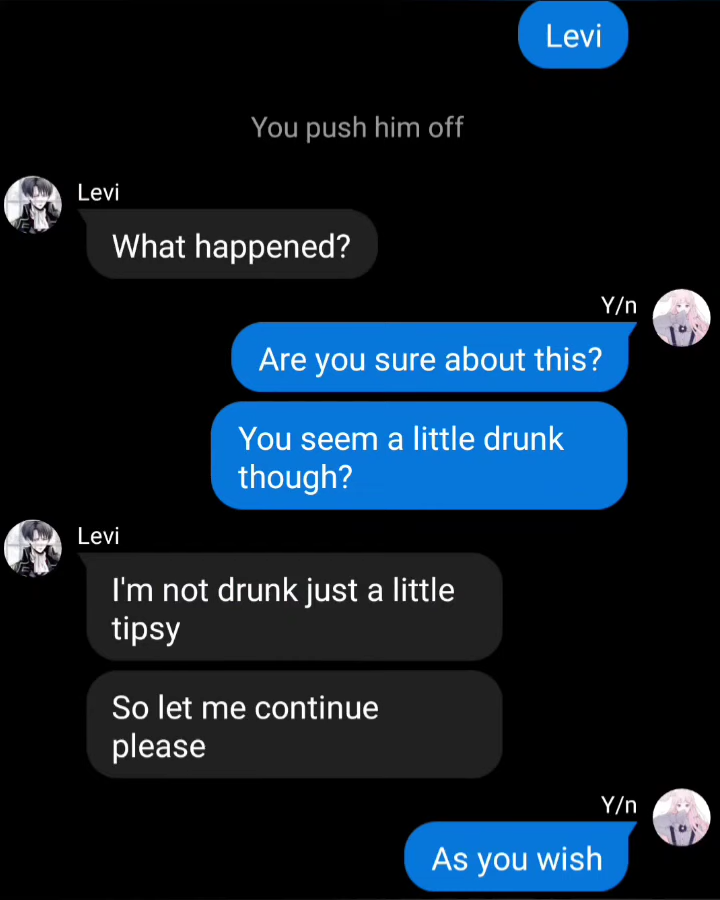 Levi
You push him off
Levi
What happened?
Y/n
Are you sure about this?
You seem a little drunk
though?
Levi
I'm not drunk just a little
tipsy
So let me continue
please
Y/n
As you wish